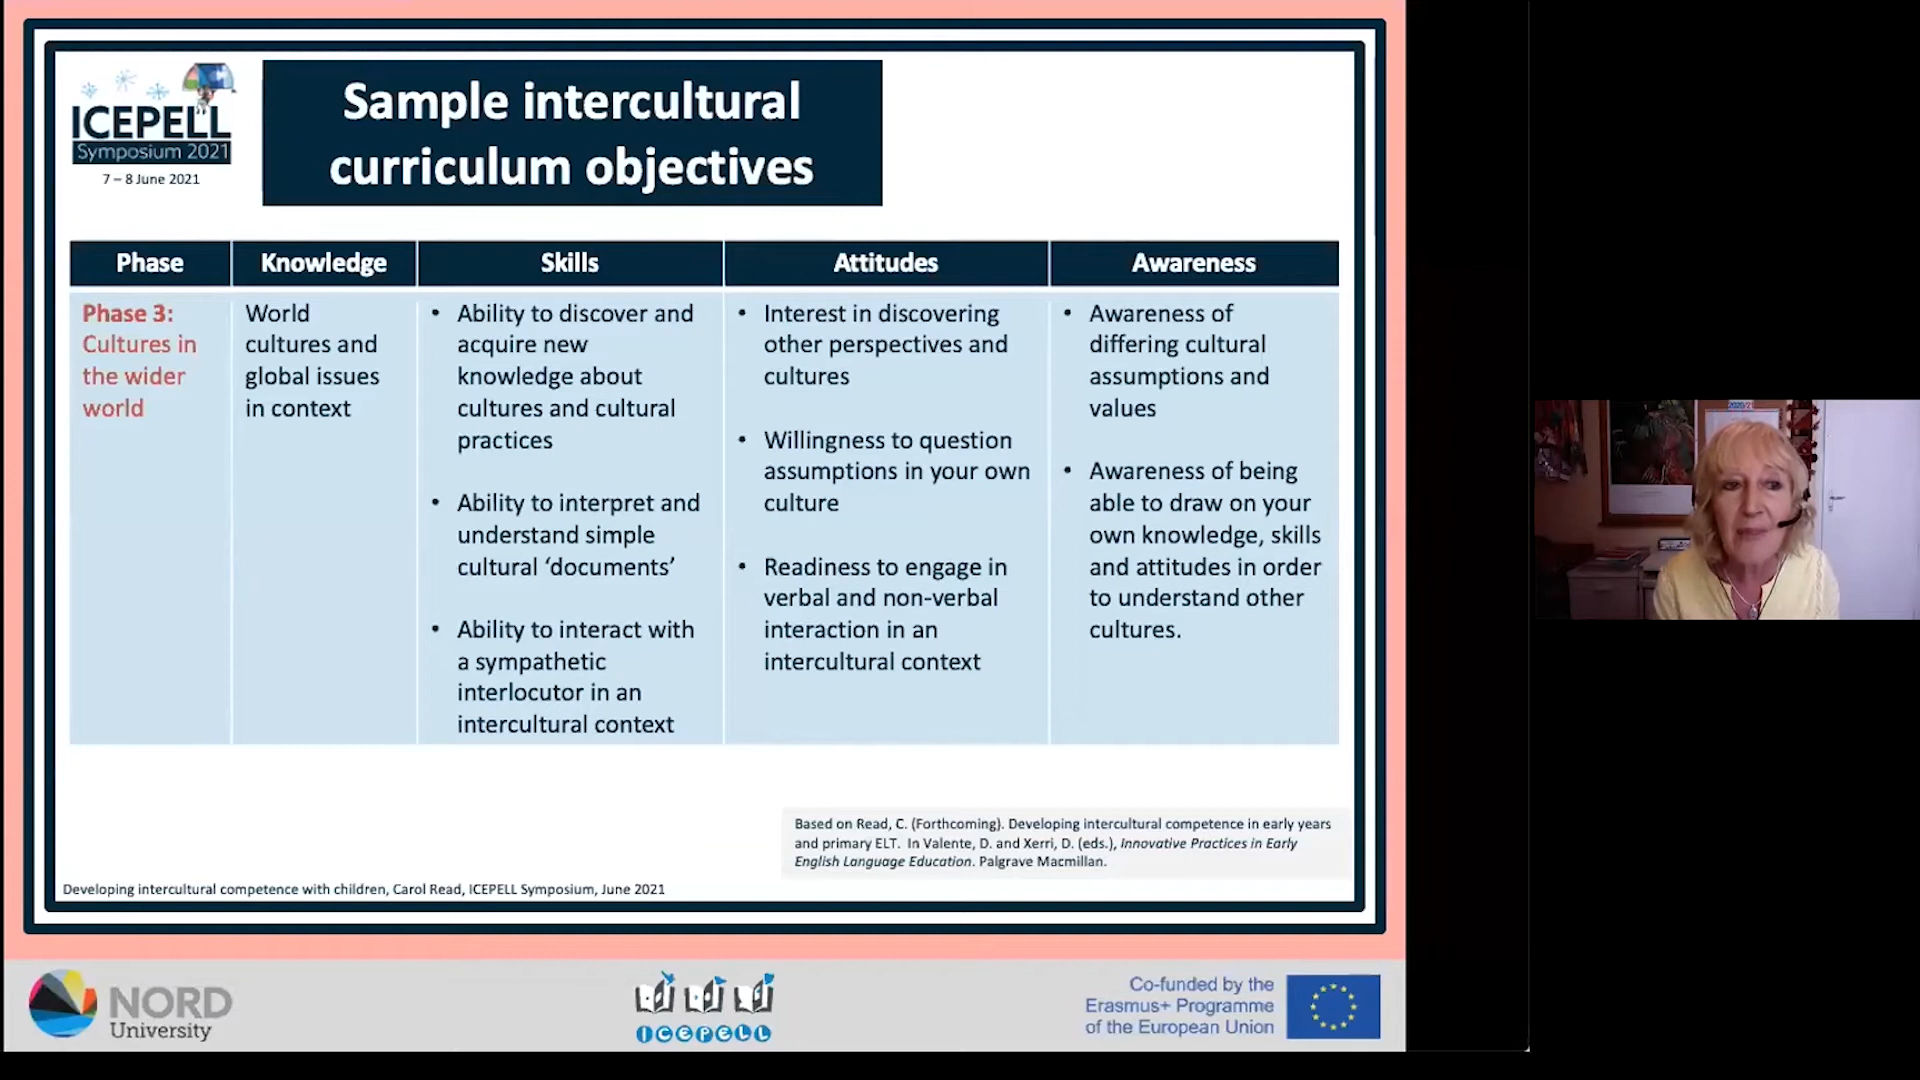 ICEPELL
Symposium 2021
7 – 8 June 2021
Sample intercultural
curriculum objectives
Phase
Knowledge
Skills
Attitudes
Awareness
Phase 3:
Cultures in
the wider
world
World
cultures and
global issues
in context
• Ability to discover and
acquire new
knowledge about
cultures and cultural
practices
• Ability to interpret and
understand simple
cultural ‘documents’
• Ability to interact with
a sympathetic
interlocutor in an
intercultural context
• Interest in discovering
other perspectives and
cultures
• Willingness to question
assumptions in your own
culture
• Readiness to engage in
verbal and non-verbal
interaction in an
intercultural context
• Awareness of
differing cultural
assumptions and
values
• Awareness of being
able to draw on your
own knowledge, skills
and attitudes in order
to understand other
cultures.
Based on Read, C. (Forthcoming). Developing intercultural competence in early years
and primary ELT. In Valente, D. and Xerri, D. (eds.), Innovative Practices in Early
English Language Education. Palgrave Macmillan.
Developing intercultural competence with children, Carol Read, ICEPELL Symposium, June 2021
NORD
University
ICEPELL
Co-funded by the
Erasmus+ Programme
of the European Union
2020/21